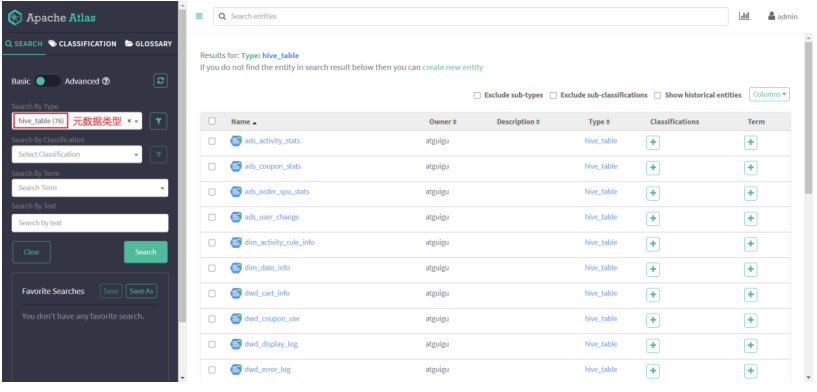 Apache Atlas
Search entities
admin
SEARCH CLASSIFICATION GLOSSARY
Basic Advanced
Search By Type
hive_table (76) 元数据类型
Search By Classification
Select Classification
Search By Term
Search Term
Search By Text
Search by text
Clear Search
Favorite Searches Save Save As
You don't have any favorite search.
Results for: Type: hive_table
If you do not find the entity in search result below then you can create new entity
Exclude sub-types Exclude sub-classifications Show historical entities Columns
Name Owner Description Type Classifications Term
ads_activity_stats atguigu hive_table
ads_coupon_stats atguigu hive_table
ads_order_spu_stats atguigu hive_table
ads_user_change atguigu hive_table
dim_activity_rule_info atguigu hive_table
dim_date_info atguigu hive_table
dwd_cart_info atguigu hive_table
dwd_coupon_use atguigu hive_table
dwd_display_log atguigu hive_table
dwd_error_log atguigu hive_table